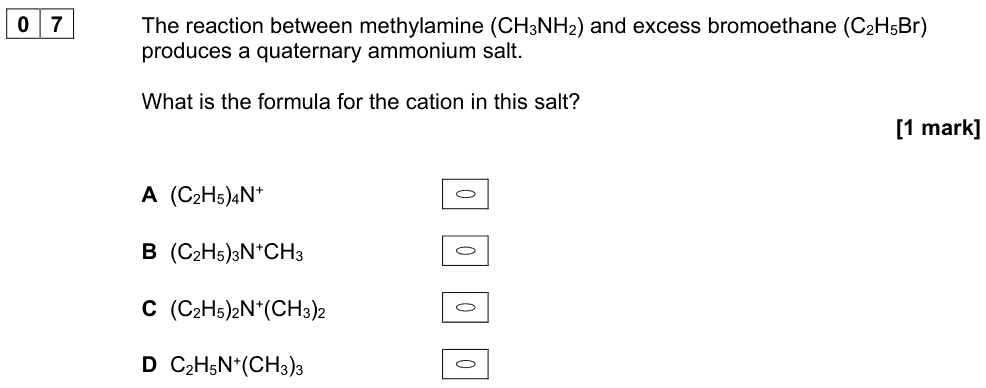 0 7 The reaction between methylamine (CH₃NH₂) and excess bromoethane (C₂H₅Br)
produces a quaternary ammonium salt.
What is the formula for the cation in this salt?
[1 mark]
A (C₂H₅)₄N⁺
B (C₂H₅)₃N⁺CH₃
C (C₂H₅)₂N⁺(CH₃)₂
D C₂H₅N⁺(CH₃)₃